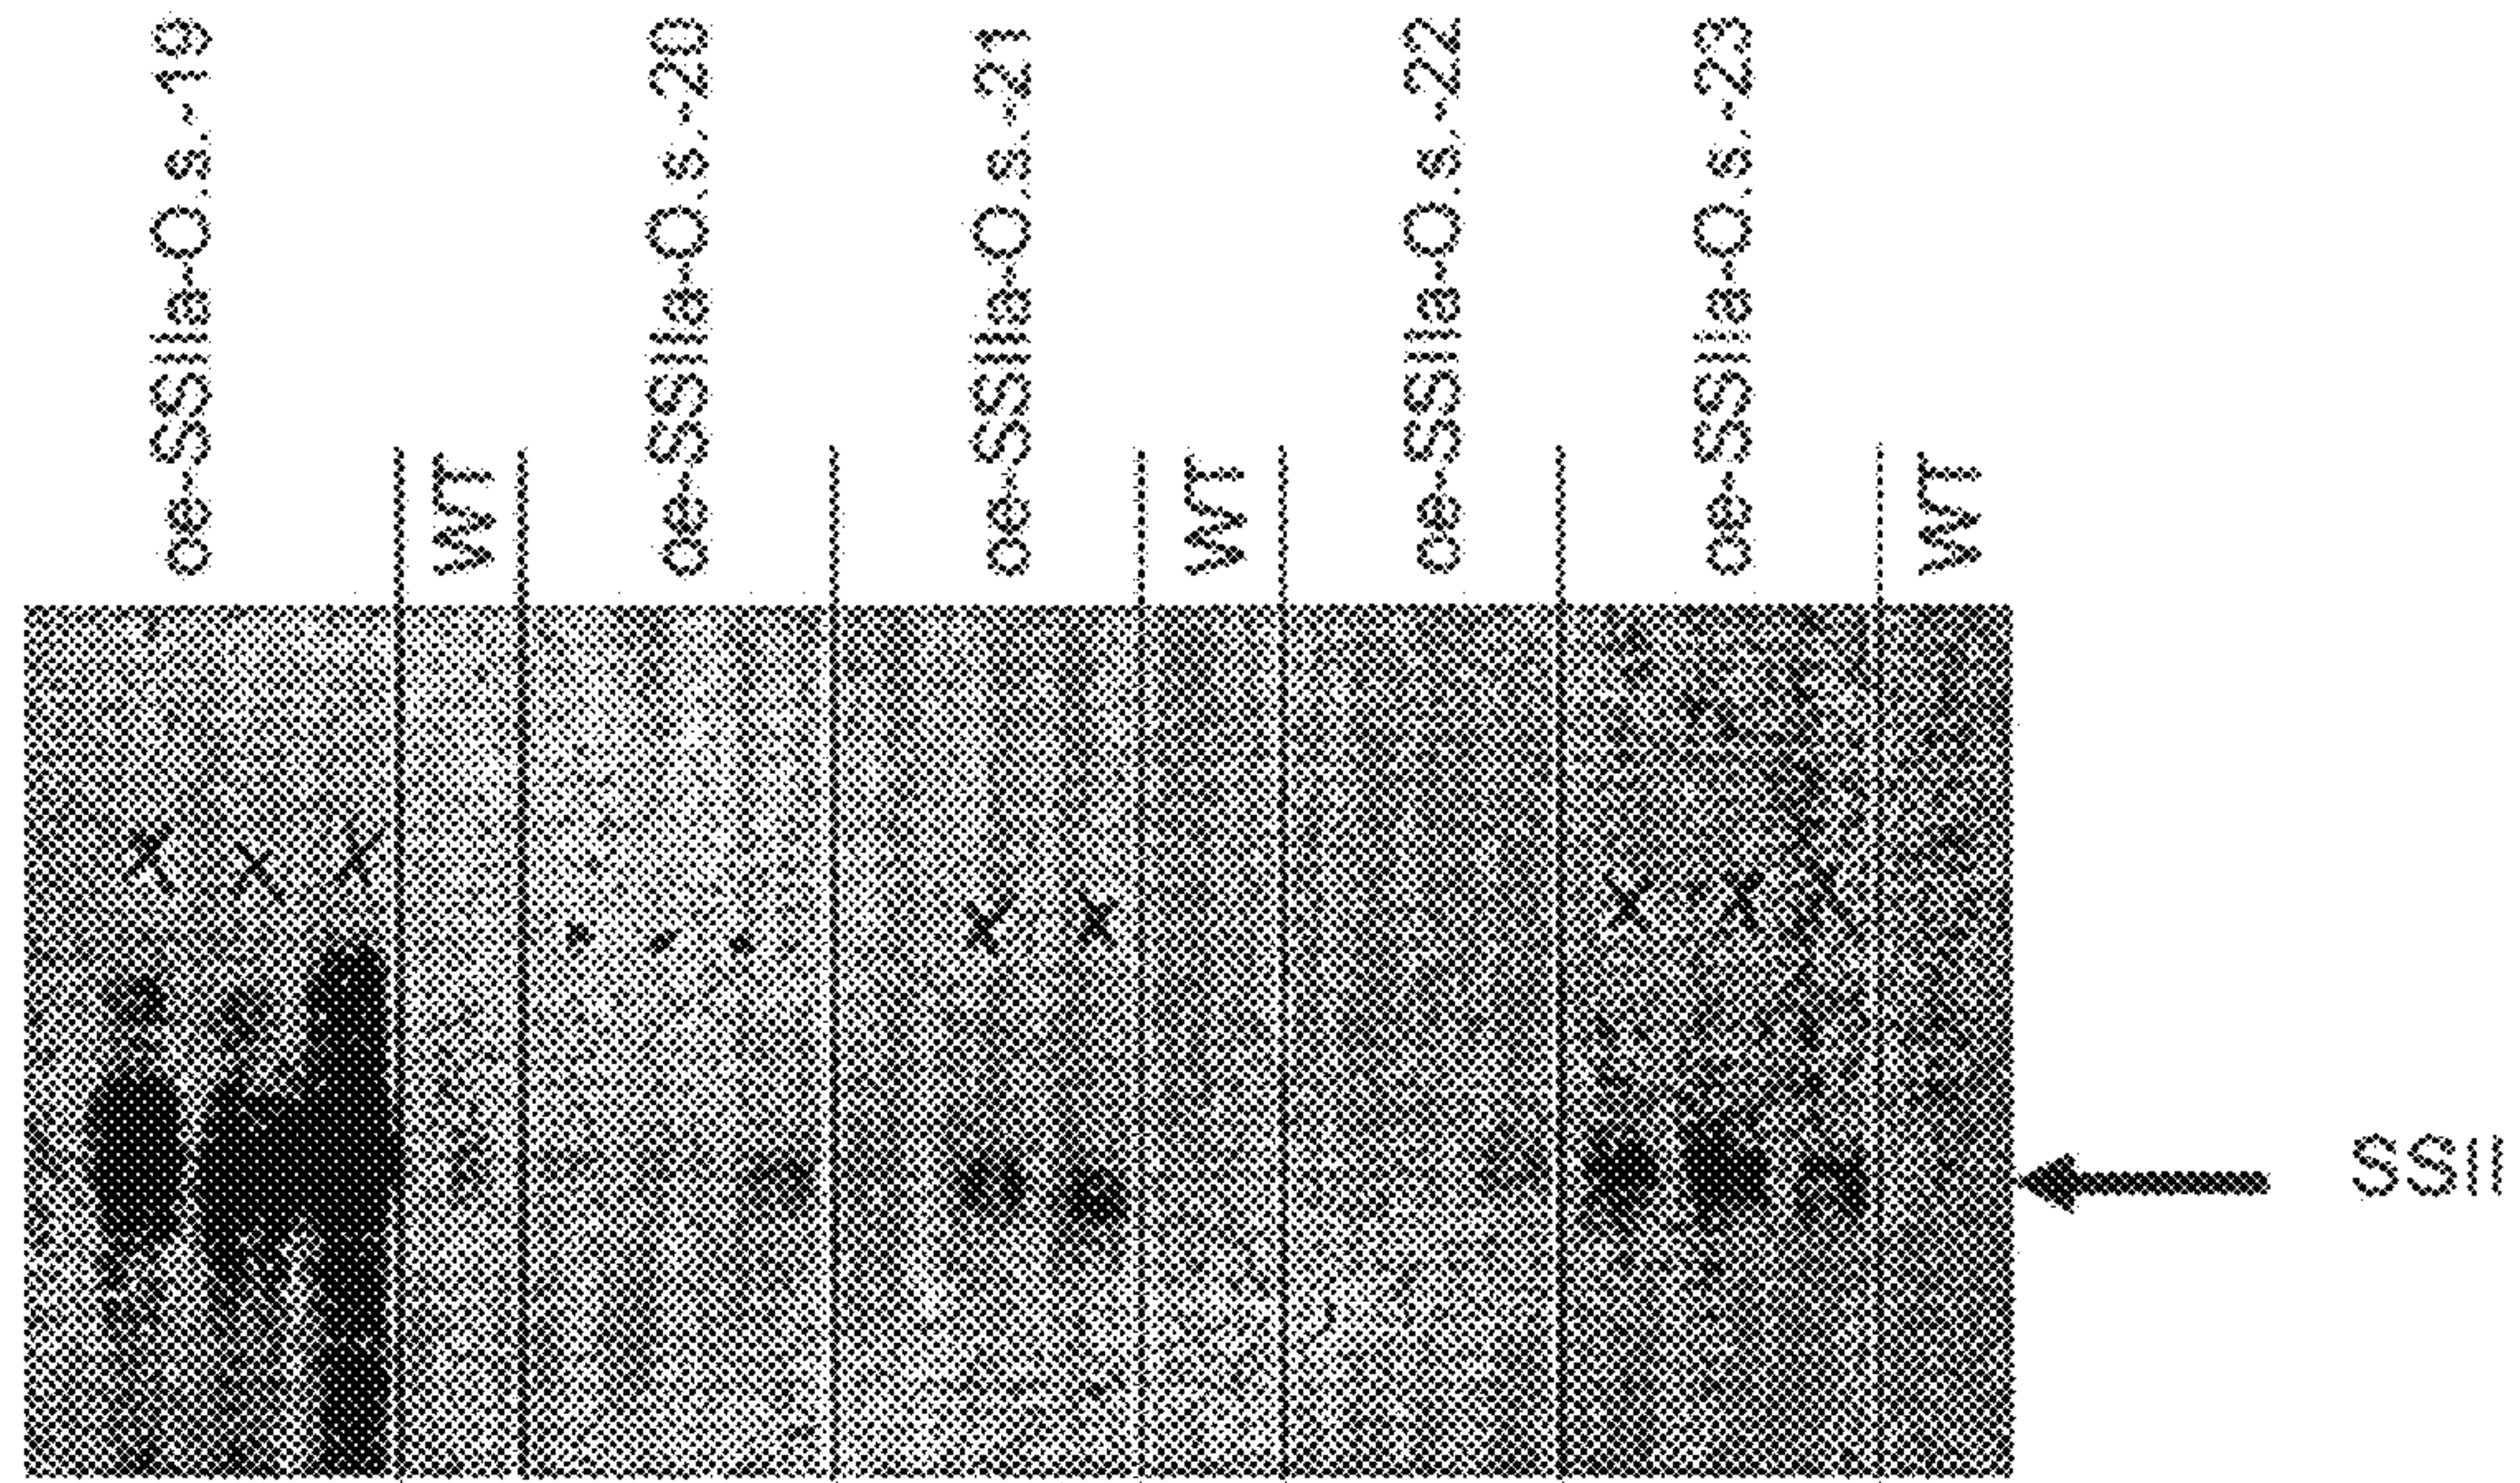 oe-SSIIa-O.s.-19
WT
oe-SSIIa-O.s.-20
oe-SSIIa-O.s.-21
WT
oe-SSIIa-O.s.-22
oe-SSIIa-O.s.-23
WT
x x x
x x
x x x
SSII